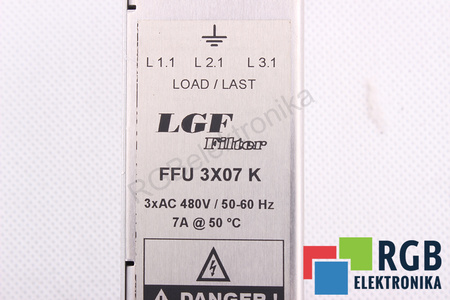 L 1.1 L 2.1 L 3.1
LOAD / LAST
LGF
Filter
FFU 3X07 K
3xAC 480V / 50-60 Hz
7A @ 50 °C
DANGER !
RGBelektronika
RGB
ELEKTRONIKA